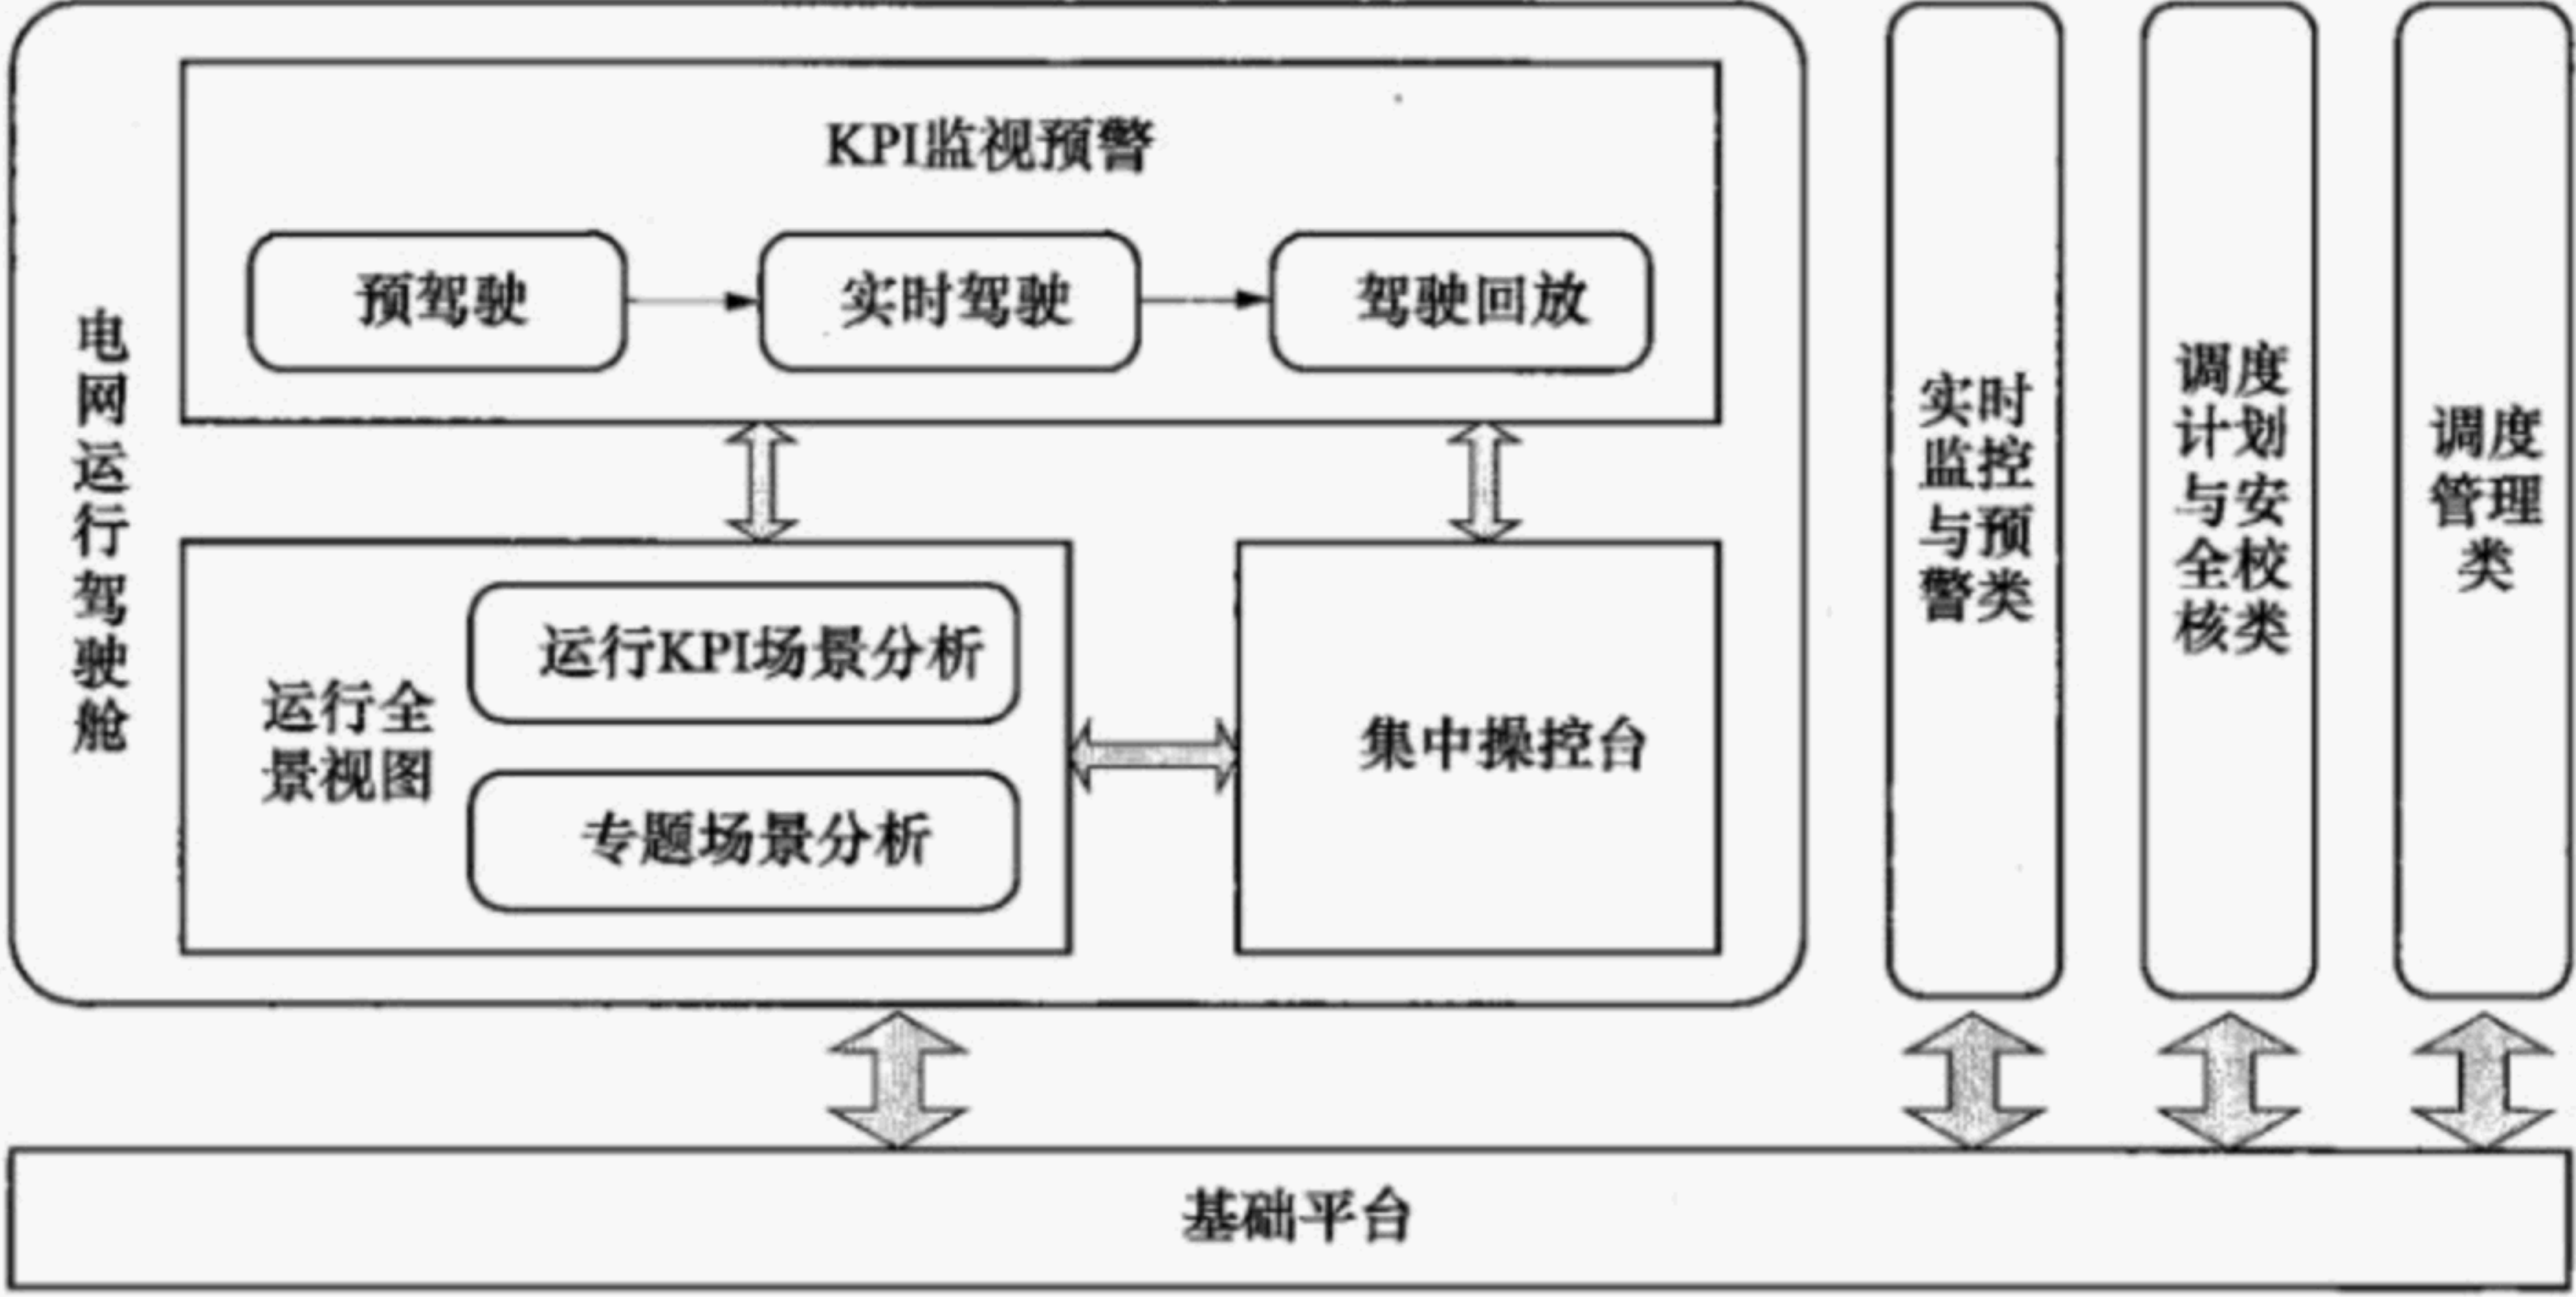 KPI监视预警
预驾驶
实时驾驶
驾驶回放
电
网
运
行
驾
驶
舱
运行全
景视图
运行KPI场景分析
专题场景分析
集中操控台
实时
监控
与预
警类
调度
计划
与安
全校
核类
调度
管理
类
基础平台